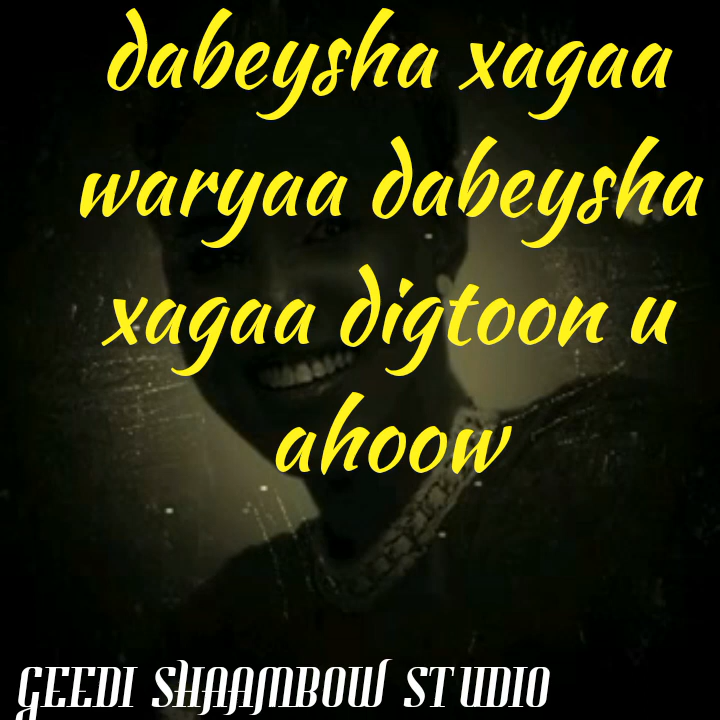 dabeysha xagaa
waryaa dabeysha
xagaa digtoon u
ahoow
GEEDI SHAAMBOW STUDIO